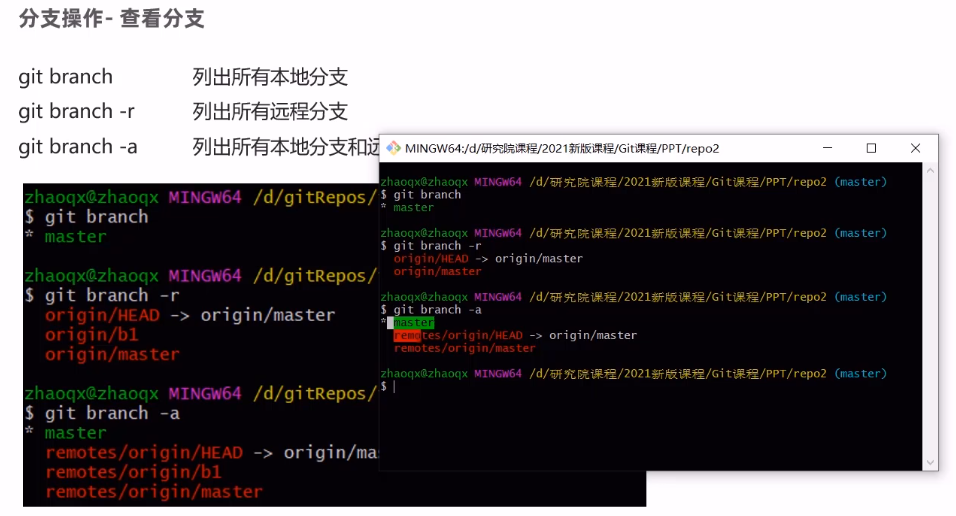 分支操作- 查看分支
git branch 列出所有本地分支
git branch -r 列出所有远程分支
git branch -a 列出所有本地分支和
zhaoqx@zhaoqx MINGW64 /d/gitRepos/
$ git branch
* master
zhaoqx@zhaoqx MINGW64 /d/gitRepos/
$ git branch -r
origin/HEAD -> origin/master
origin/b1
origin/master
zhaoqx@zhaoqx MINGW64 /d/gitRepos/
$ git branch -a
* master
remotes/origin/HEAD -> origin/ma
remotes/origin/b1
remotes/origin/master
MINGW64:/d/研究院课程/2021新版课程/Git课程/PPT/repo2
zhaoqx@zhaoqx MINGW64 /d/研究院课程/2021新版课程/Git课程/PPT/repo2 (master)
$ git branch
* master
zhaoqx@zhaoqx MINGW64 /d/研究院课程/2021新版课程/Git课程/PPT/repo2 (master)
$ git branch -r
origin/HEAD -> origin/master
origin/master
zhaoqx@zhaoqx MINGW64 /d/研究院课程/2021新版课程/Git课程/PPT/repo2 (master)
$ git branch -a
* master
remotes/origin/HEAD -> origin/master
remotes/origin/master
zhaoqx@zhaoqx MINGW64 /d/研究院课程/2021新版课程/Git课程/PPT/repo2 (master)
$